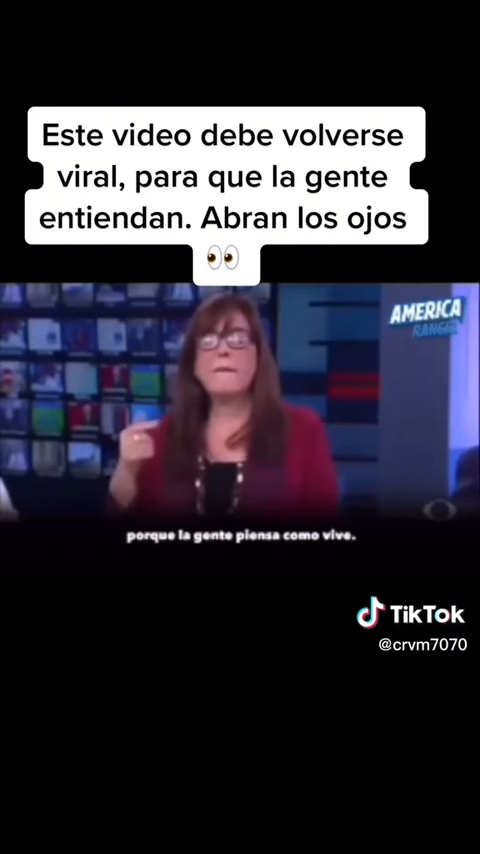 Este video debe volverse
viral, para que la gente
entiendan. Abran los ojos
👀
AMERICA
RANGEL
porque la gente piensa como vive.
TikTok
@crvm7070